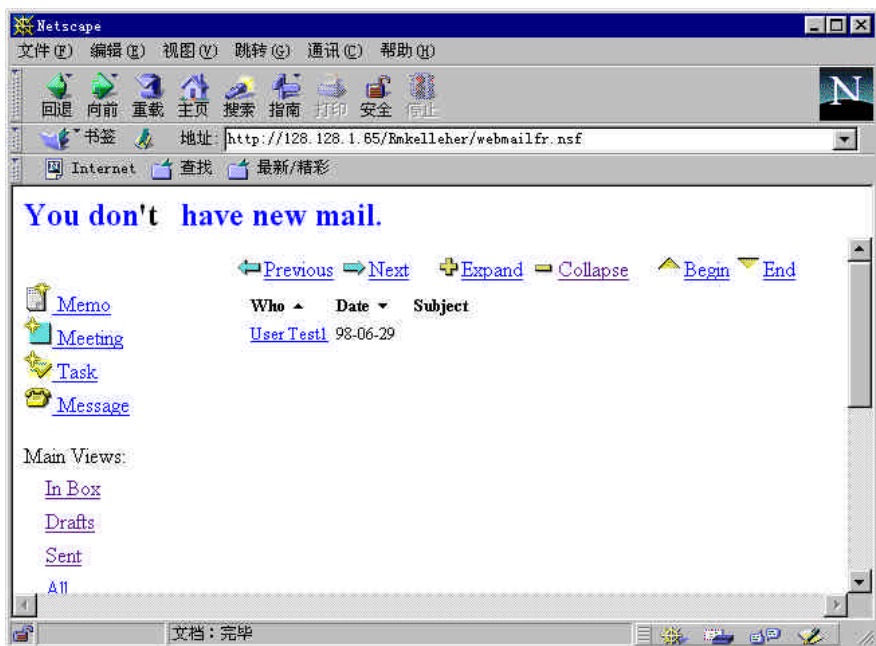 Netscape
文件(F) 编辑(E) 视图(V) 跳转(G) 通讯(C) 帮助(H)
回退 向前 重载 主页 搜索 指南 打印 安全 停止
N
书签 地址: http://128.128.1.65/Rmkelleher/webmailfr.nsf
Internet 查找 最新/精彩
You don't have new mail.
Previous Next Expand Collapse Begin End
Memo
Meeting
Task
Message
Who Date Subject
User Test1 98-06-29
Main Views:
In Box
Drafts
Sent
All
文档：完毕